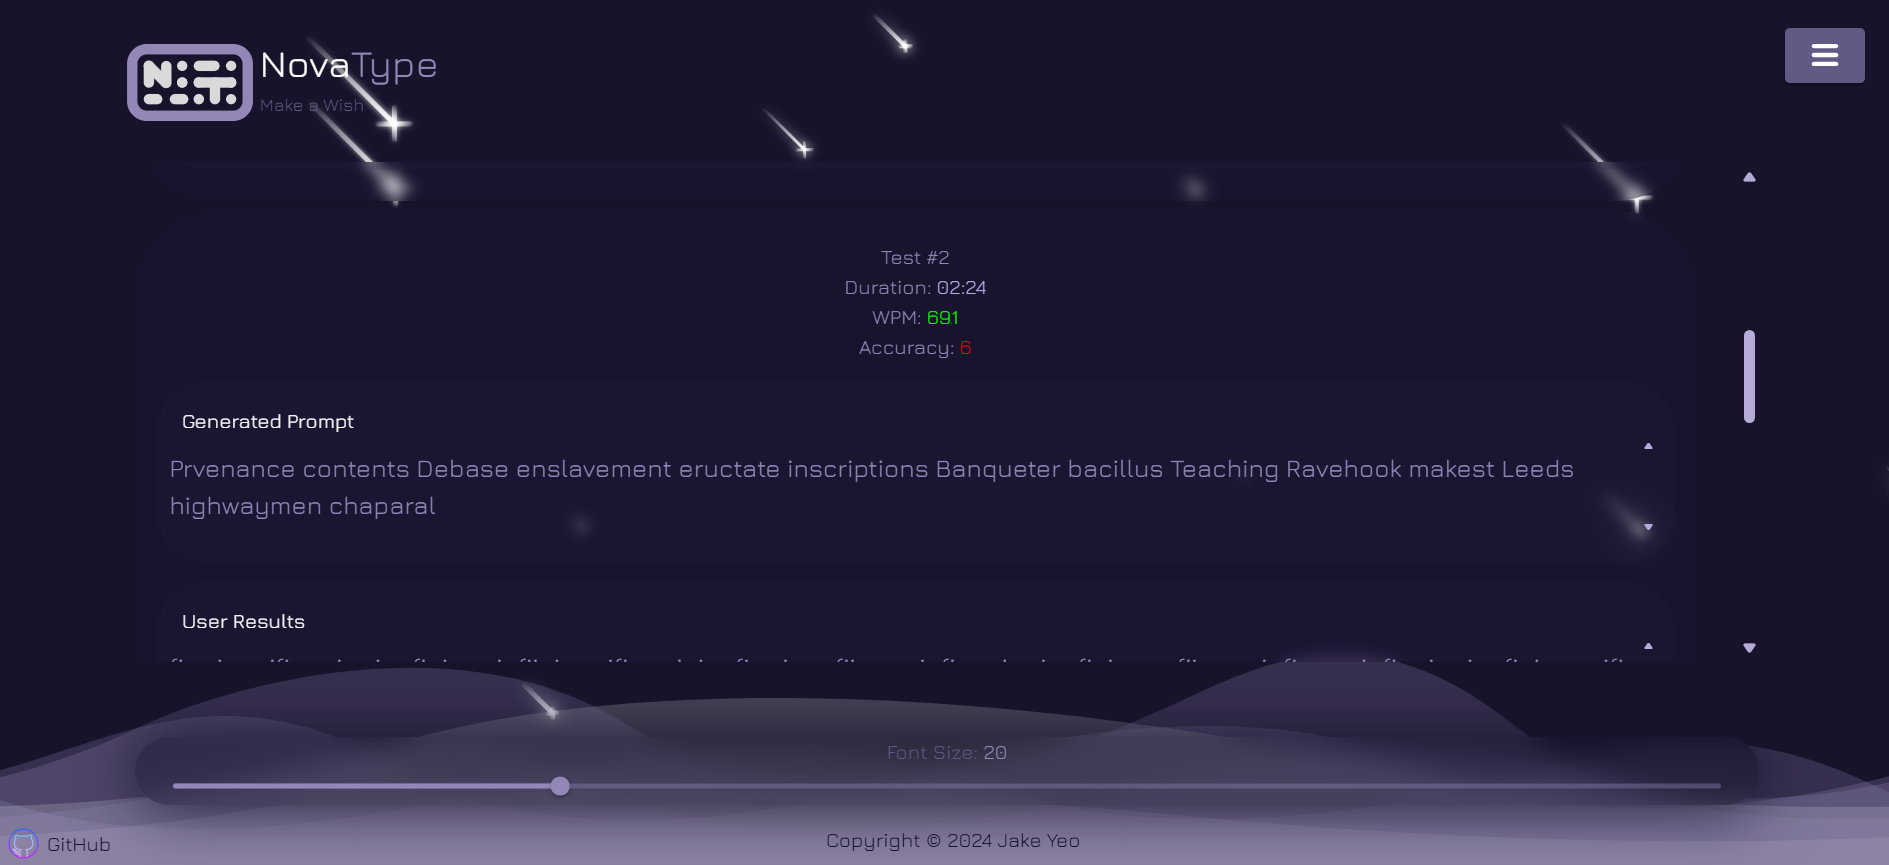 NovaType
Make a Wish
Test #2
Duration: 02:24
WPM: 691
Accuracy: 6
Generated Prompt
Prvenance contents Debase enslavement eructate inscriptions Banqueter bacillus Teaching Ravehook makest Leeds
highwaymen chaparal
User Results
Font Size: 20
GitHub
Copyright © 2024 Jake Yeo